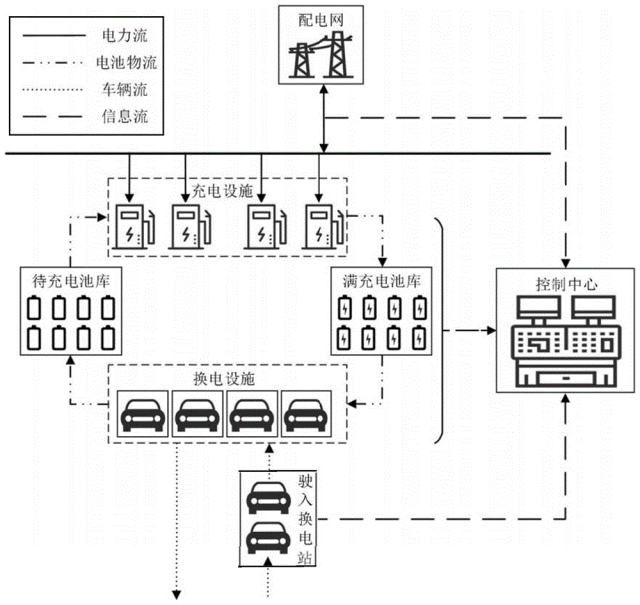 配电网
电力流
电池物流
车辆流
信息流
充电设施
待充电池库
满充电池库
控制中心
换电设施
驶入换电站